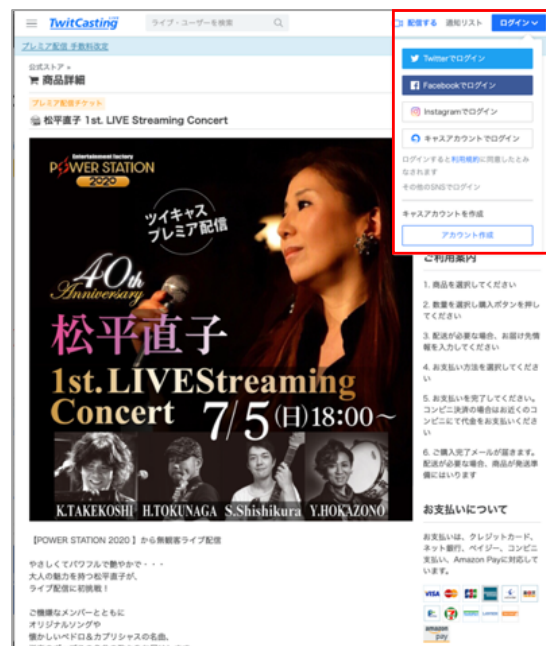 TwitCasting LIVE
ライブ・ユーザーを検索
配信する 通知リスト ログイン
プレミア配信 手数料改定
公式ストア »
商品詳細
プレミア配信チケット
松平直子 1st. LIVE Streaming Concert
Entertainment factory
POWER STATION
2020
ツイキャス
プレミア配信
40th
Anniversary
松平直子
1st. LIVEStreaming
Concert 7/5(日)18:00~
K.TAKEKOSHI H.TOKUNAGA S.Shishikura Y.HOKAZONO
【POWER STATION 2020 】から無観客ライブ配信
やさしくてパワフルで艶やかで・・・
大人の魅力を持つ松平直子が、
ライブ配信に初挑戦！
ご機嫌なメンバーとともに
オリジナルソングや
懐かしいペドロ＆カプリシャスの名曲、
Twitterでログイン
Facebookでログイン
Instagramでログイン
キャスアカウントでログイン
ログインすると利用規約に同意したとみ
なされます
その他のSNSでログイン
キャスアカウントを作成
アカウント作成
ご利用案内
1. 商品を選択してください
2. 数量を選択し購入ボタンを押し
てください
3. 配送が必要な場合、お届け先情
報を入力してください
4. お支払い方法を選択してくださ
い
5. お支払いを完了してください。
コンビニ決済の場合はお近くのコ
ンビニにて代金をお支払いくださ
い
6. ご購入完了メールが届きます。
配送が必要な場合、商品が発送準
備にはいります
お支払いについて
お支払いは、クレジットカード、
ネット銀行、ペイジー、コンビニ
支払い、Amazon Payに対応して
います。
VISA
amazon
pay